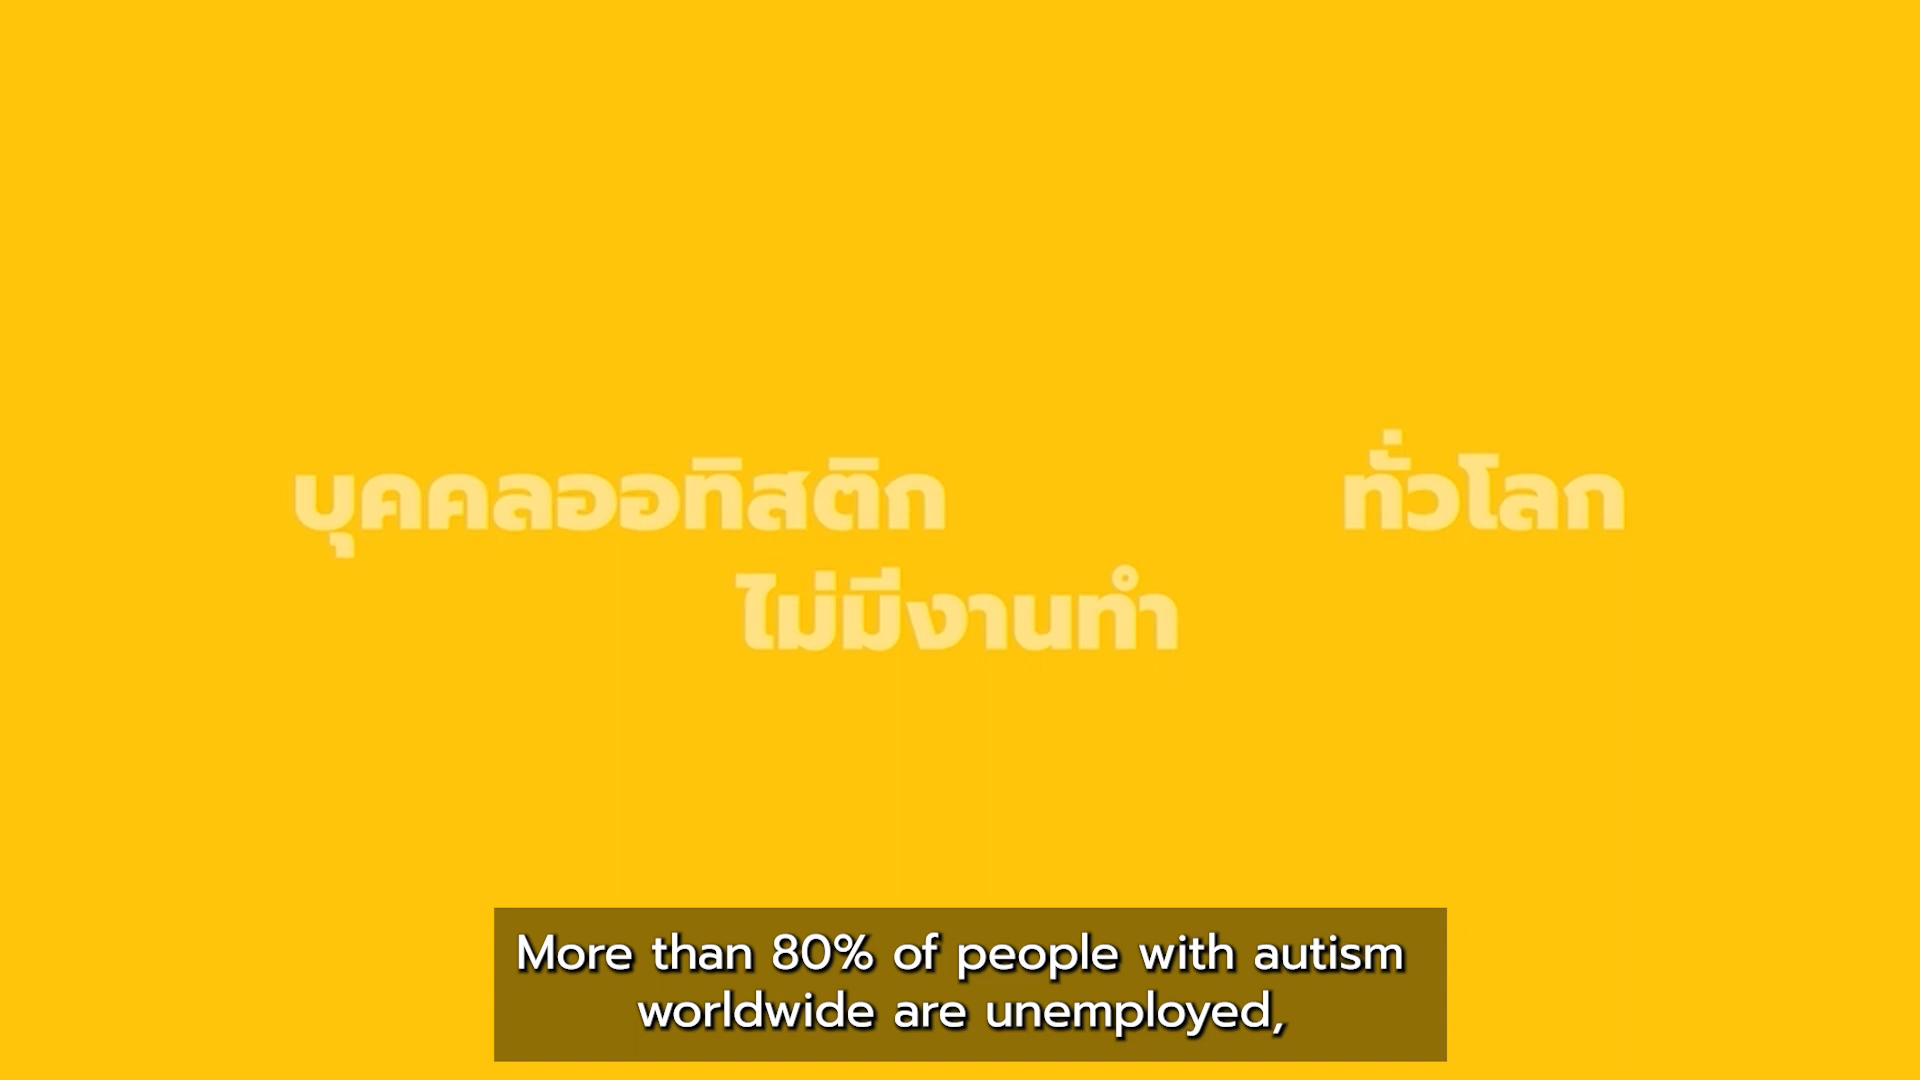 บุคคลออทิสติก ทั่วโลก
ไม่มีงานทำ
More than 80% of people with autism
worldwide are unemployed,